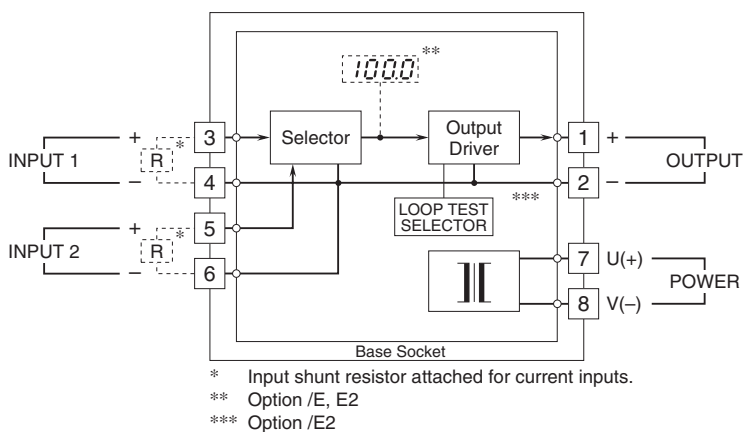 100.0 **
+ 3 Selector Output Driver 1 +
INPUT 1 R * OUTPUT
– 4 2 –
***
+ 5 LOOP TEST SELECTOR
INPUT 2 R *
– 6
7 U(+)
POWER
8 V(–)
Base Socket
* Input shunt resistor attached for current inputs.
** Option /E, E2
*** Option /E2